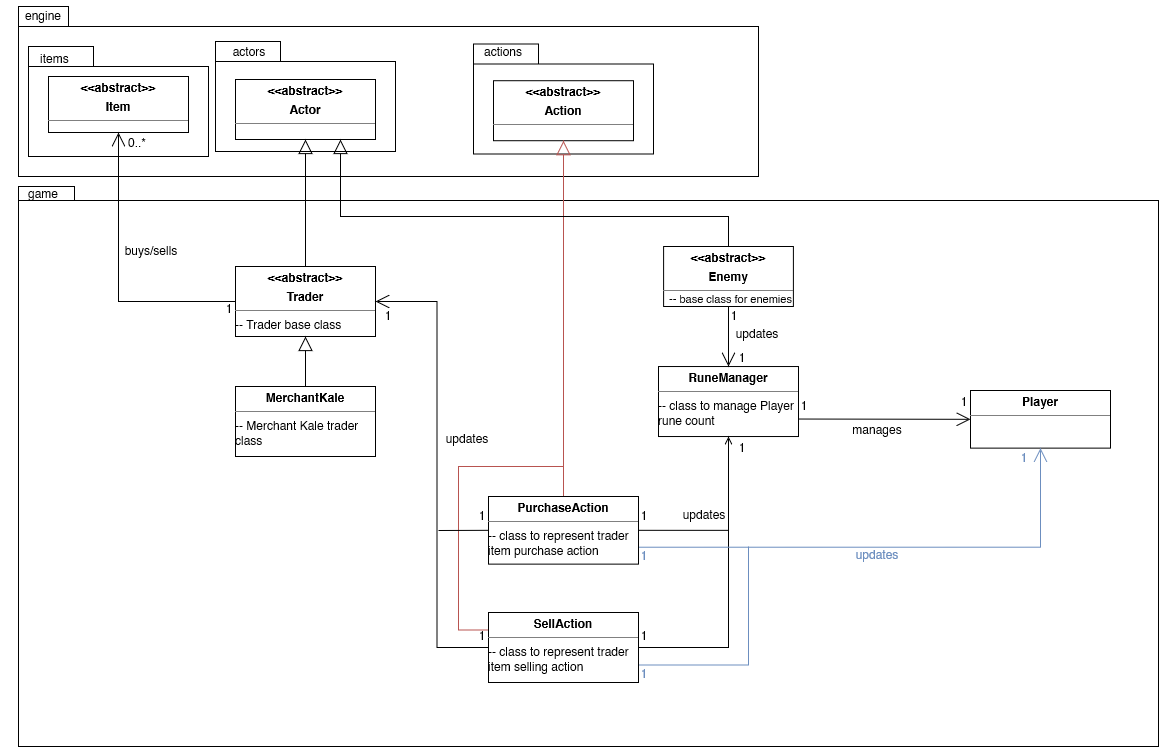 engine
items
actors
actions
<<abstract>>
Item
<<abstract>>
Actor
<<abstract>>
Action
0..*
game
buys/sells
<<abstract>>
Trader
-- Trader base class
1
1
<<abstract>>
Enemy
-- base class for enemies
1
updates
1
MerchantKale
-- Merchant Kale trader
class
RuneManager
-- class to manage Player
rune count
1
1
manages
1
Player
1
updates
PurchaseAction
-- class to represent trader
item purchase action
1
1
updates
1
updates
SellAction
-- class to represent trader
item selling action
1
1
1